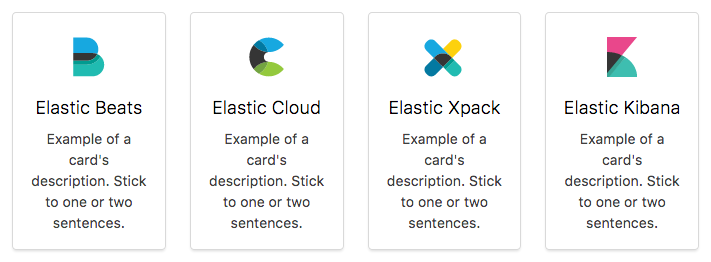 Elastic Beats
Example of a
card's
description. Stick
to one or two
sentences.
Elastic Cloud
Example of a
card's
description. Stick
to one or two
sentences.
Elastic Xpack
Example of a
card's
description. Stick
to one or two
sentences.
Elastic Kibana
Example of a
card's
description. Stick
to one or two
sentences.